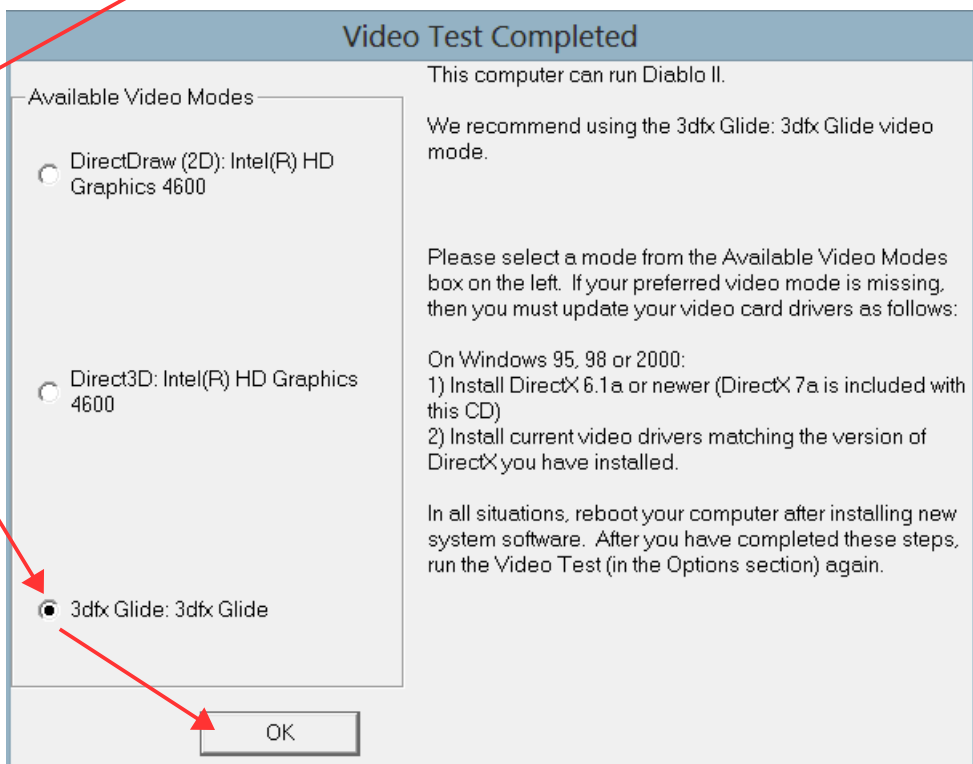 Video Test Completed
Available Video Modes
DirectDraw (2D): Intel(R) HD
Graphics 4600
Direct3D: Intel(R) HD Graphics
4600
3dfx Glide: 3dfx Glide
OK
This computer can run Diablo II.
We recommend using the 3dfx Glide: 3dfx Glide video
mode.
Please select a mode from the Available Video Modes
box on the left.  If your preferred video mode is missing,
then you must update your video card drivers as follows:
On Windows 95, 98 or 2000:
1) Install DirectX 6.1a or newer (DirectX 7a is included with
this CD)
2) Install current video drivers matching the version of
DirectX you have installed.
In all situations, reboot your computer after installing new
system software.  After you have completed these steps,
run the Video Test (in the Options section) again.